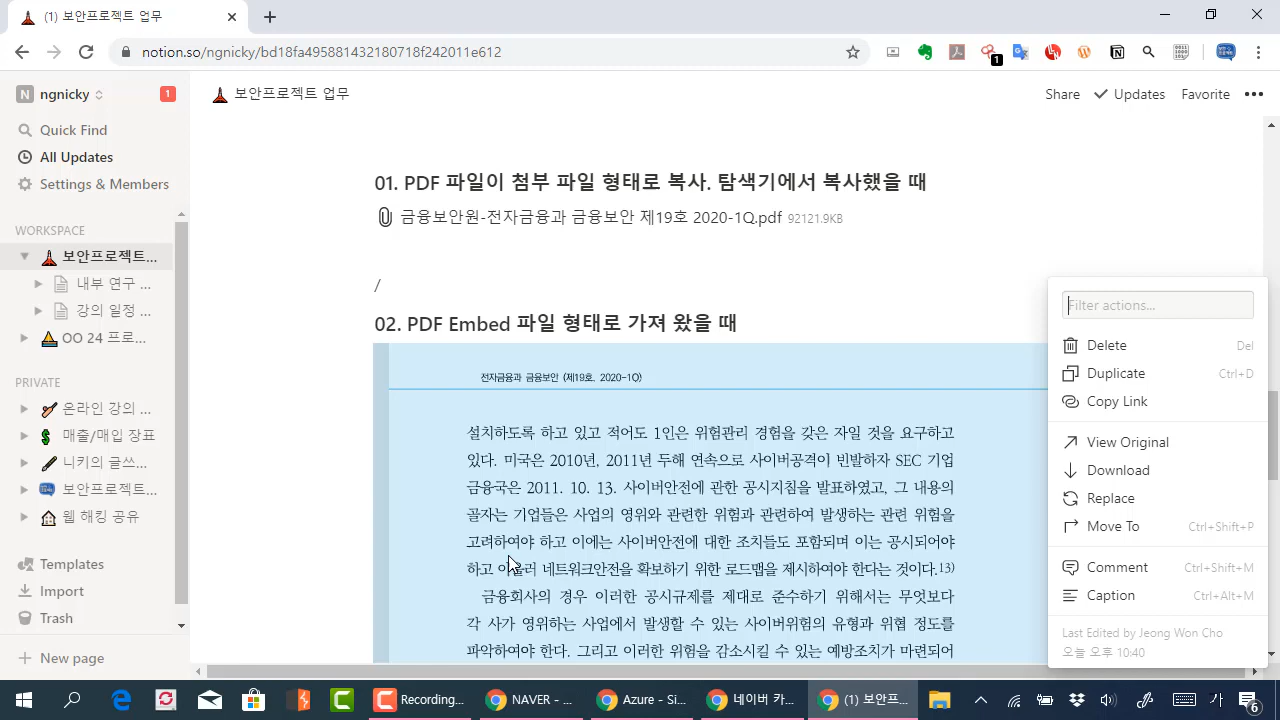 (1) 보안프로젝트 업무
notion.so/ngnicky/bd18fa495881432180718f242011e612
1
N ngnicky 1
보안프로젝트 업무
Share Updates Favorite
Quick Find
All Updates
Settings & Members
WORKSPACE
보안프로젝트...
내부 연구 ...
강의 일정 ...
OO 24 프로...
PRIVATE
온라인 강의 ...
매출/매입 장표
니키의 글쓰...
보안프로젝트...
웹 해킹 공유
Templates
Import
Trash
New page
01. PDF 파일이 첨부 파일 형태로 복사. 탐색기에서 복사했을 때
금융보안원-전자금융과 금융보안 제19호 2020-1Q.pdf 92121.9KB
/
02. PDF Embed 파일 형태로 가져 왔을 때
전자금융과 금융보안 (제19호, 2020-1Q)
설치하도록 하고 있고 적어도 1인은 위험관리 경험을 갖은 자일 것을 요구하고
있다. 미국은 2010년, 2011년 두해 연속으로 사이버공격이 빈발하자 SEC 기업
금융국은 2011. 10. 13. 사이버안전에 관한 공시지침을 발표하였고, 그 내용의
골자는 기업들은 사업의 영위와 관련한 위험과 관련하여 발생하는 관련 위험을
고려하여야 하고 이에는 사이버안전에 대한 조치들도 포함되며 이는 공시되어야
하고 아울러 네트워크안전을 확보하기 위한 로드맵을 제시하여야 한다는 것이다.13)
금융회사의 경우 이러한 공시규제를 제대로 준수하기 위해서는 무엇보다
각 사가 영위하는 사업에서 발생할 수 있는 사이버위험의 유형과 위협 정도를
파악하여야 한다. 그리고 이러한 위험을 감소시킬 수 있는 예방조치가 마련되어
Filter actions...
Delete Del
Duplicate Ctrl+D
Copy Link
View Original
Download
Replace
Move To Ctrl+Shift+P
Comment Ctrl+Shift+M
Caption Ctrl+Alt+M
Last Edited by Jeong Won Cho
오늘 오후 10:40
Recording...
NAVER - ...
Azure - Si...
네이버 카...
(1) 보안프...
가
6